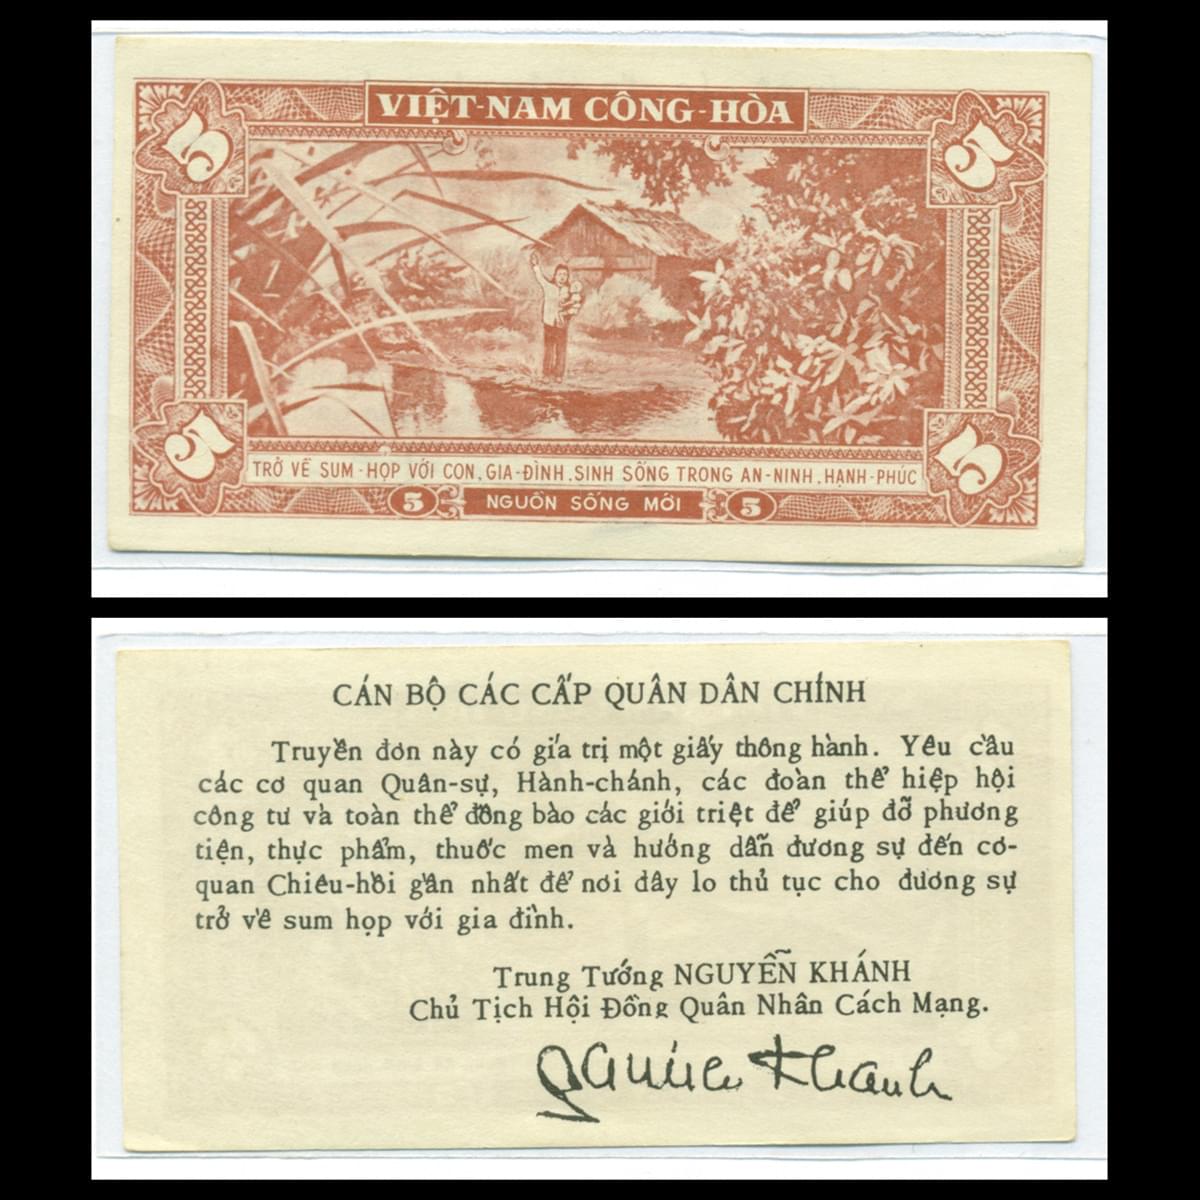 VIỆT-NAM CÔNG-HÒA
5 5
TRỞ VỀ SUM-HỌP VỚI CON, GIA-ĐÌNH. SINH SỐNG TRONG AN-NINH, HẠNH-PHÚC
5 5
5 NGUỒN SỐNG MỚI 5
CÁN BỘ CÁC CẤP QUÂN DÂN CHÍNH
Truyền đơn này có gía trị một giấy thông hành. Yêu cầu
các cơ quan Quân-sự, Hành-chánh, các đoàn thể hiệp hội
công tư và toàn thể đồng bào các giới triệt để giúp đỡ phương
tiện, thực phẩm, thuốc men và hướng dẫn đương sự đến cơ-
quan Chiêu-hồi gần nhất để nơi đây lo thủ tục cho đương sự
trở về sum họp với gia đình.
Trung Tướng NGUYỄN KHÁNH
Chủ Tịch Hội Đồng Quân Nhân Cách Mạng.
Khanh